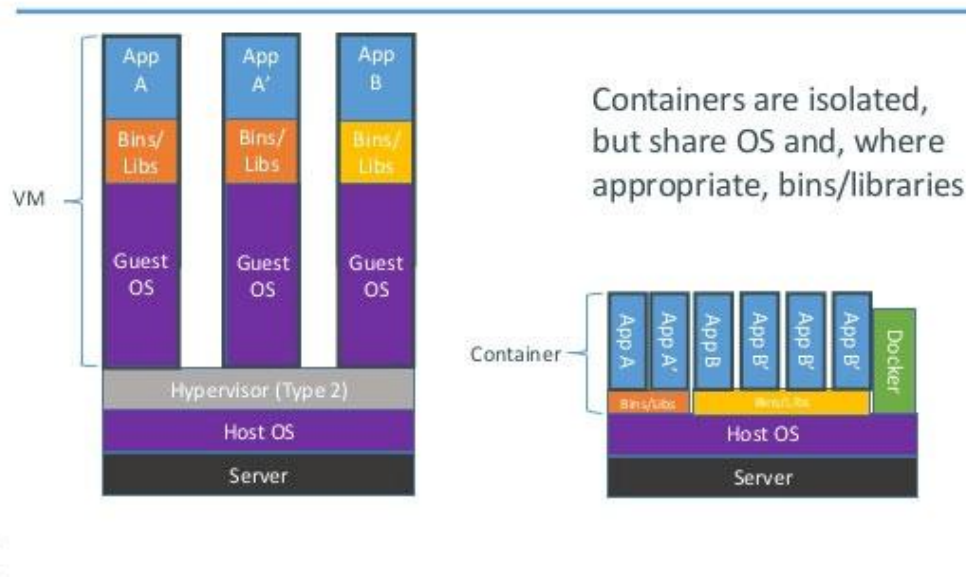 App
A
App
A’
App
B
Bins/
Libs
Bins/
Libs
Bins/
Libs
VM
Guest
OS
Guest
OS
Guest
OS
Hypervisor (Type 2)
Host OS
Server
Containers are isolated,
but share OS and, where
appropriate, bins/libraries
Container
App A
App A’
App B
App B’
App B’
App B’
Docker
Bins/Libs
Bins/Libs
Host OS
Server